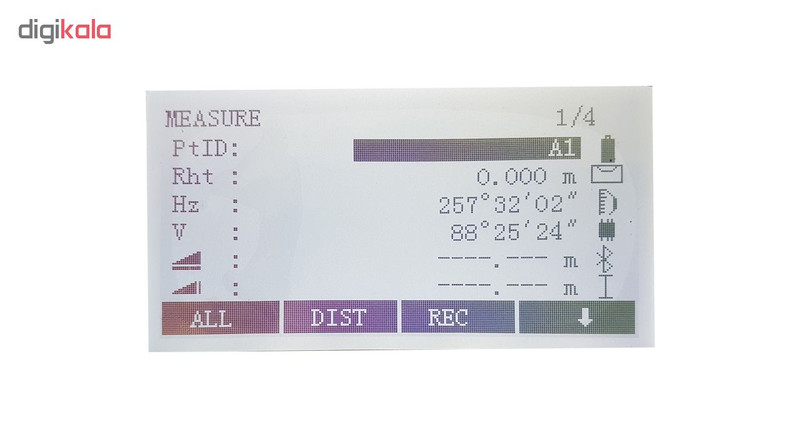 digikala
MEASURE 1/4
PtID: A1
Rht : 0.000 m
Hz : 257°32'02"
V : 88°25'24"
: ----.--- m
: ----.--- m
ALL DIST REC